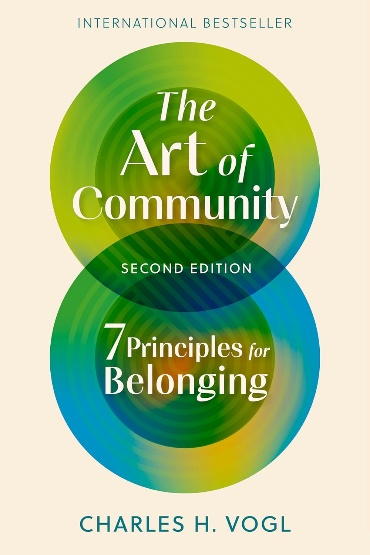 INTERNATIONAL BESTSELLER
The
Art of
Community
SECOND EDITION
7 Principles for
Belonging
CHARLES H. VOGL